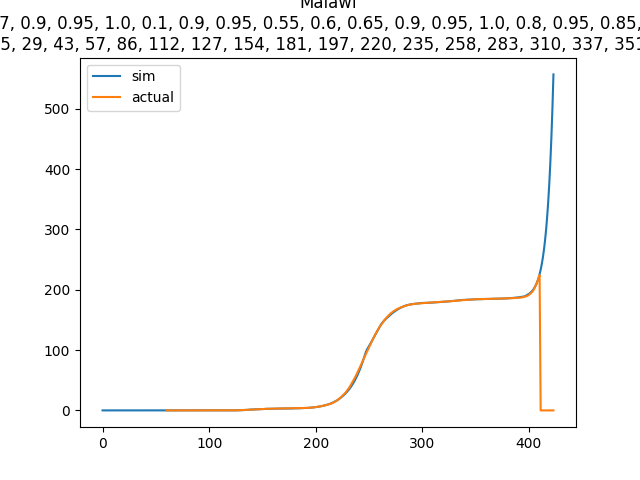 Malawi
7, 0.9, 0.95, 1.0, 0.1, 0.9, 0.95, 0.55, 0.6, 0.65, 0.9, 0.95, 1.0, 0.8, 0.95, 0.85,
5, 29, 43, 57, 86, 112, 127, 154, 181, 197, 220, 235, 258, 283, 310, 337, 351
sim
actual
500
400
300
200
100
0
0 100 200 300 400